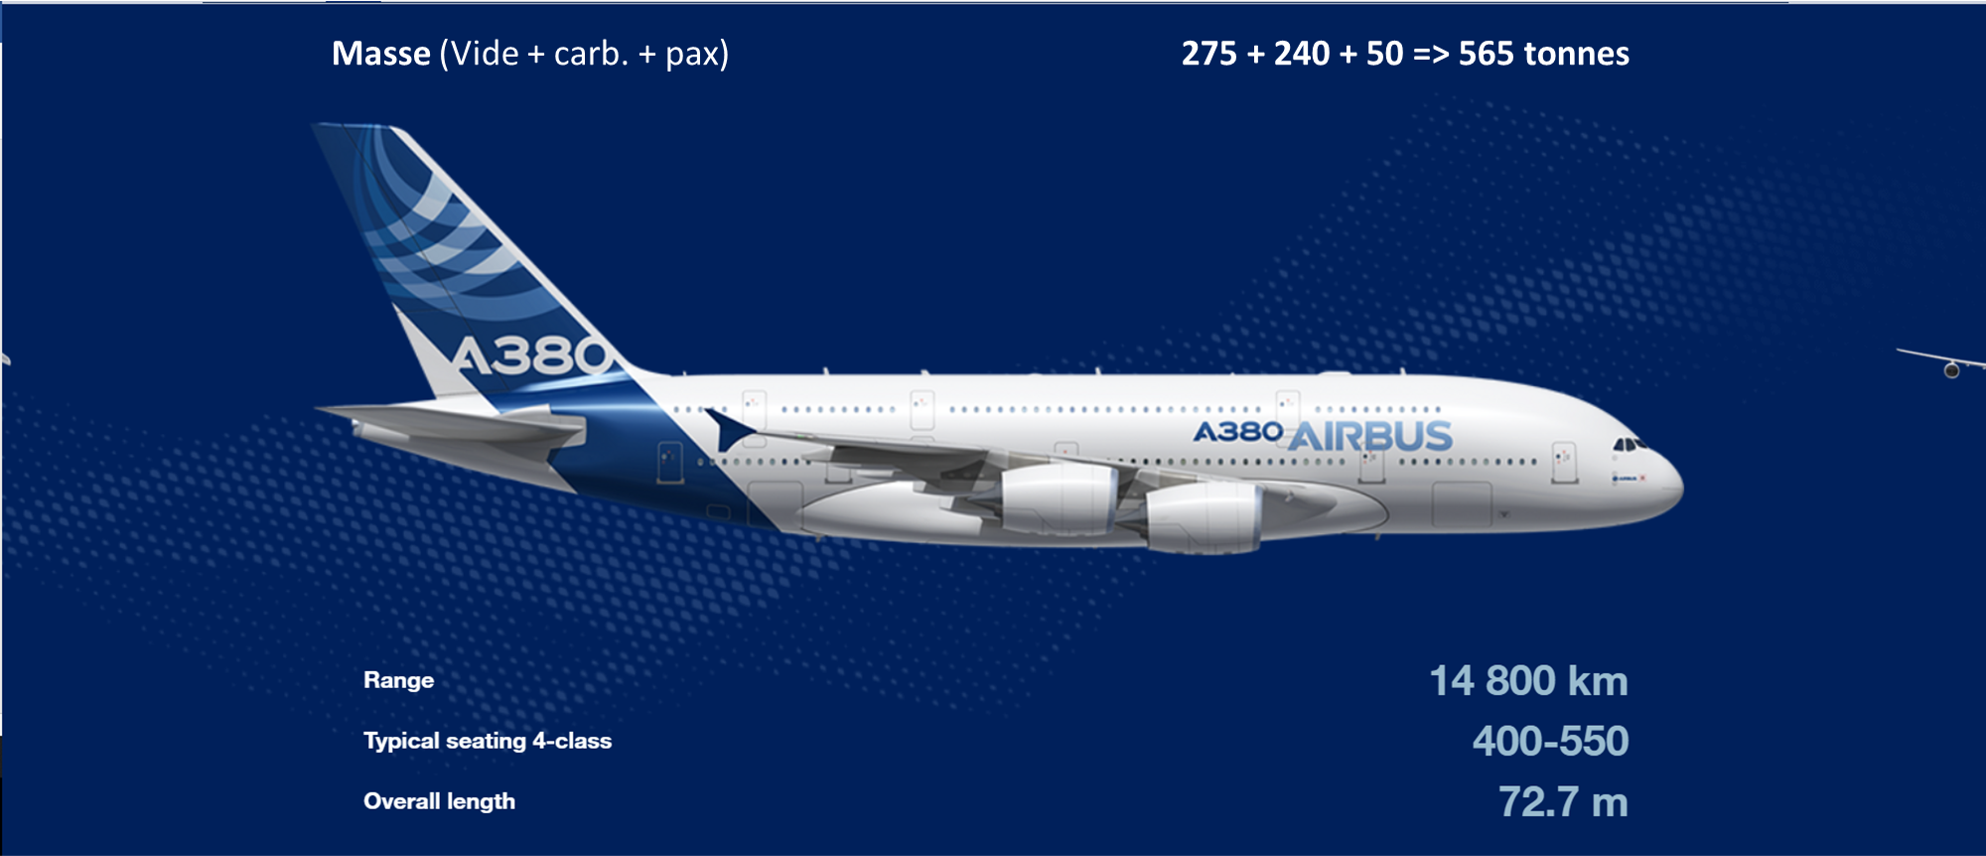 Masse (Vide + carb. + pax)
275 + 240 + 50 => 565 tonnes
A380
A380 AIRBUS
AIRBUS
Range
14 800 km
Typical seating 4-class
400-550
Overall length
72.7 m